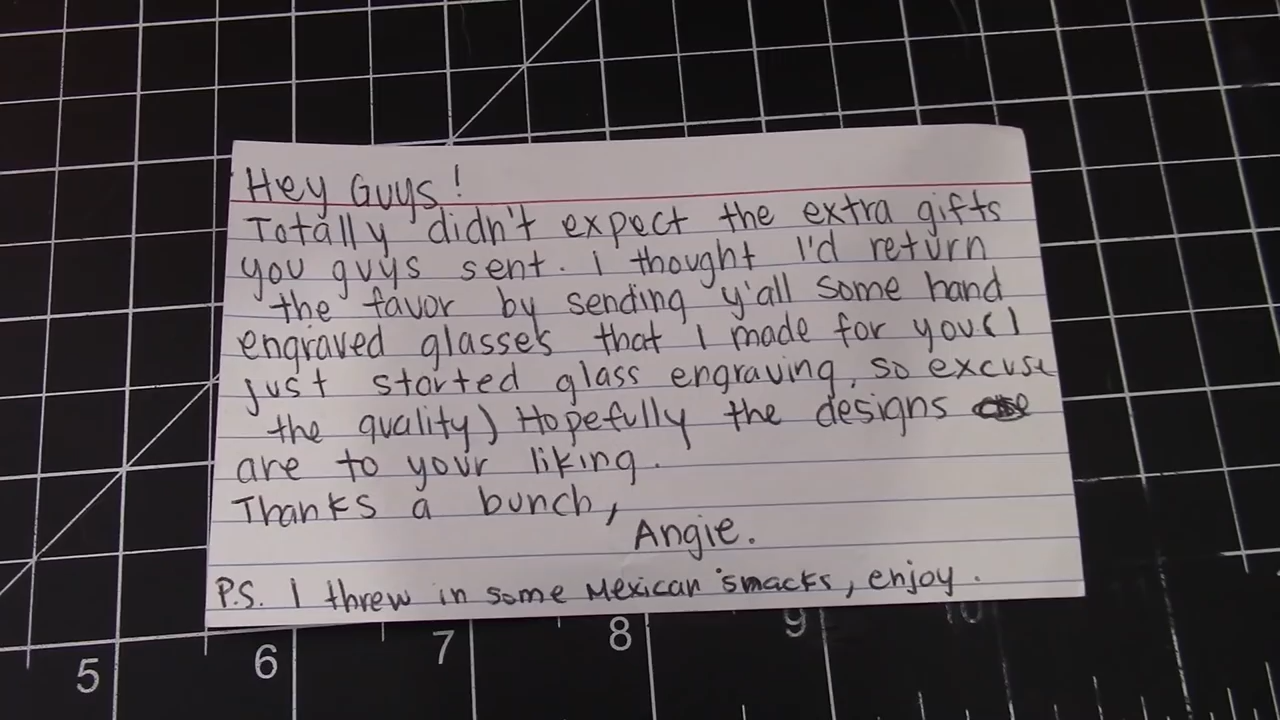 Hey Guys!
Totally didn't expect the extra gifts
you guys sent. I thought I'd return
the favor by sending y'all some hand
engraved glasses that I made for you (I
just started glass engraving, so excuse
the quality) Hopefully the designs
are to your liking.
Thanks a bunch,
Angie.
P.S. I threw in some Mexican smacks, enjoy.
5 6 7 8 9 10